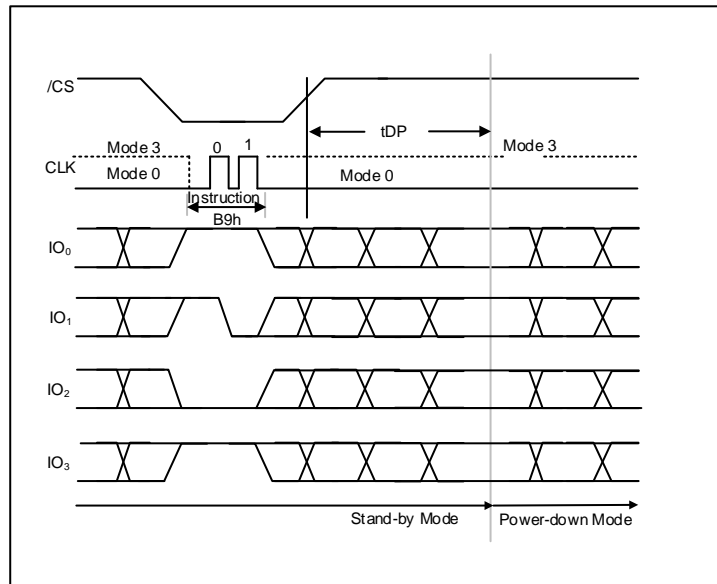 /CS
tDP
Mode 3 0 1 Mode 3
CLK
Mode 0 Mode 0
Instruction
B9h
IO₀
IO₁
IO₂
IO₃
Stand-by Mode Power-down Mode